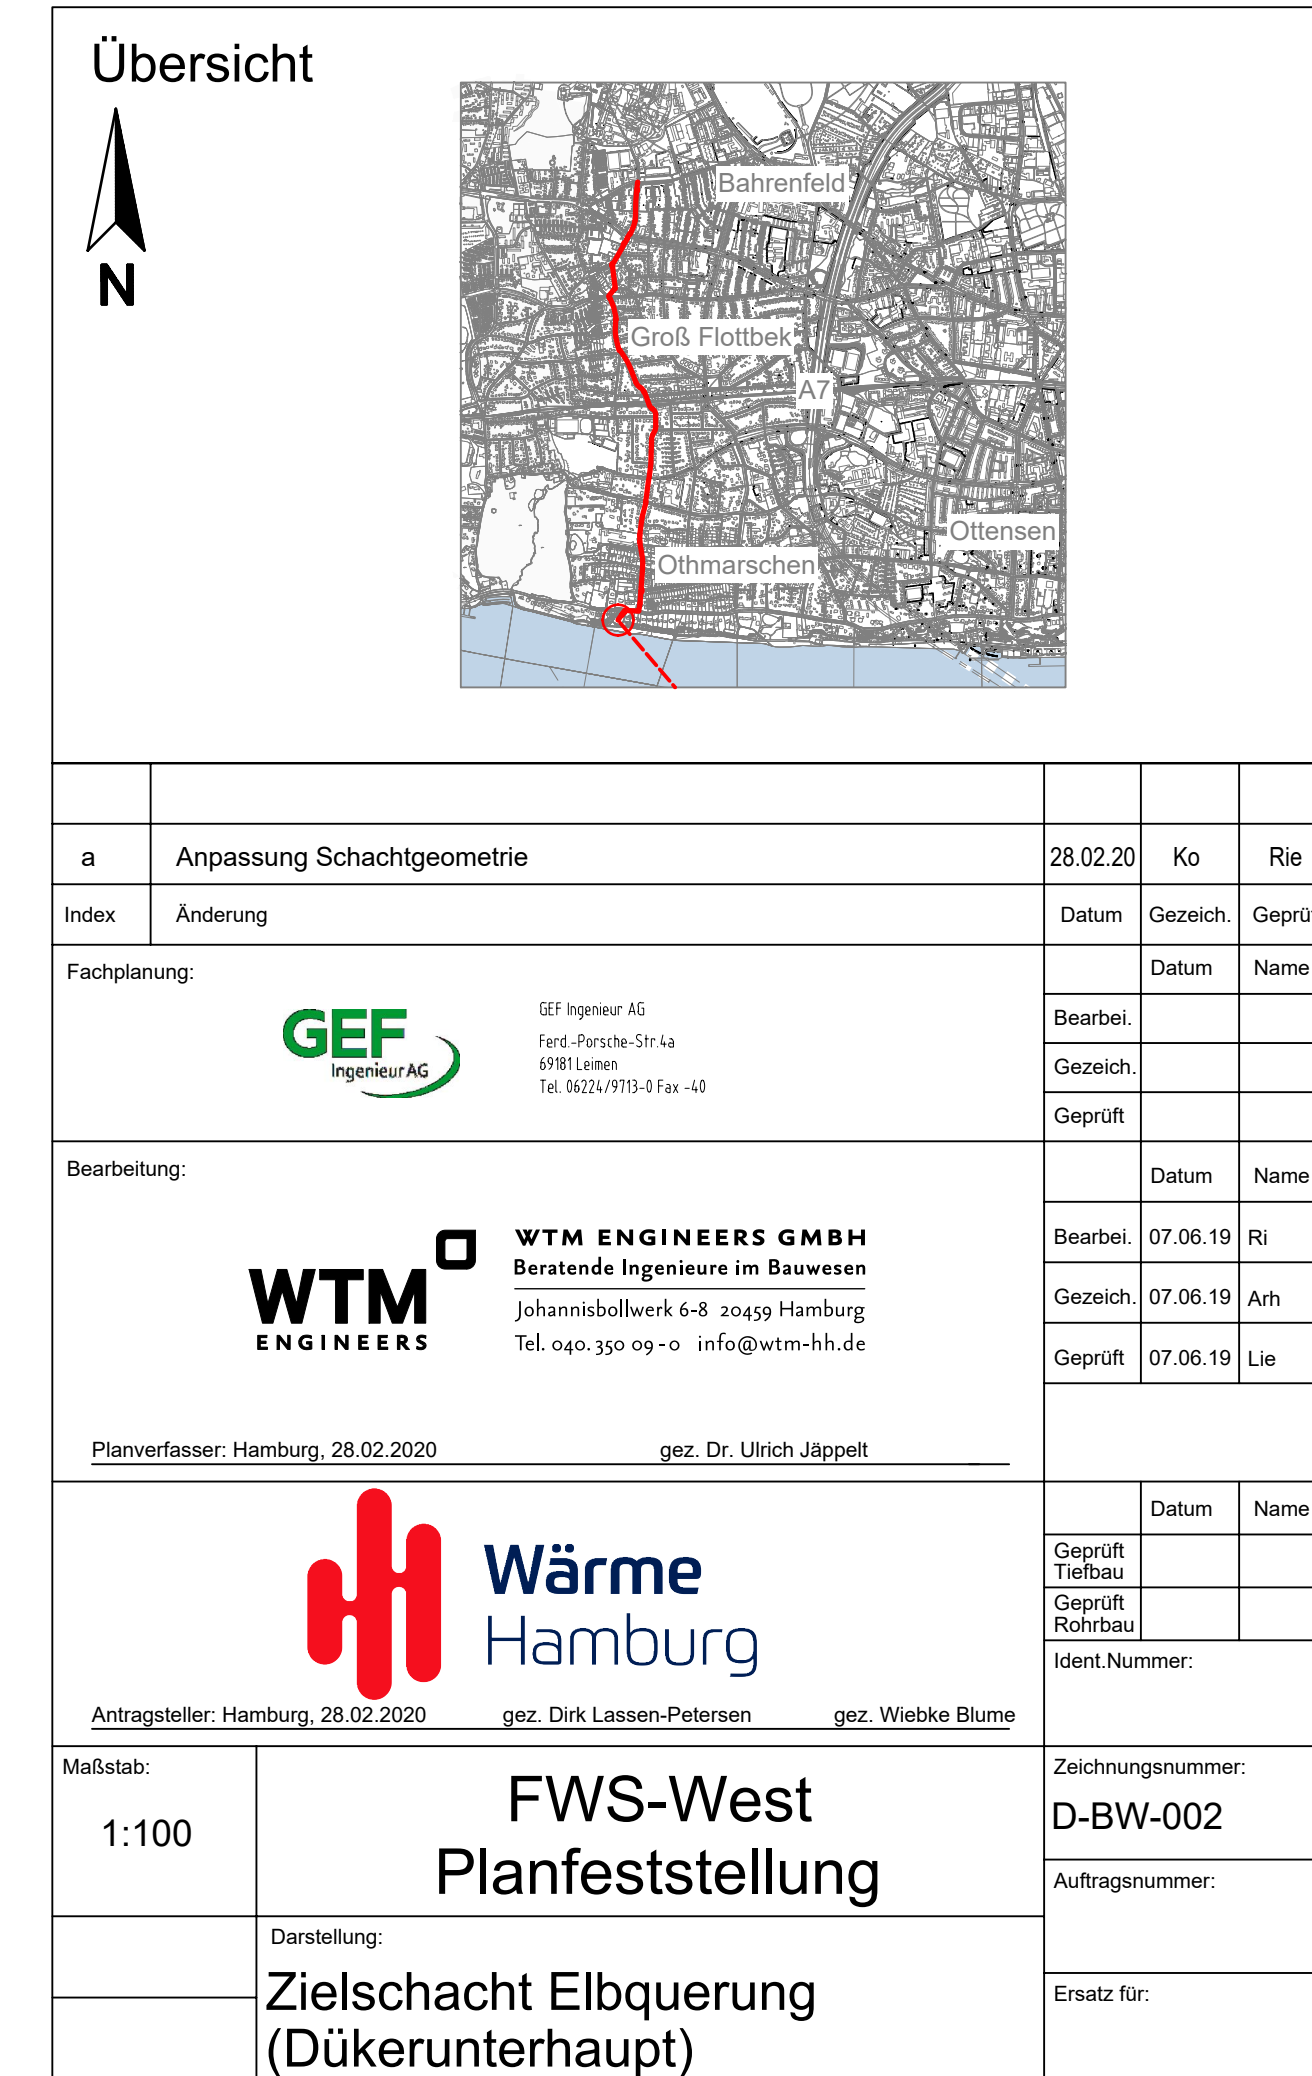 Übersicht
N
Bahrenfeld
Groß Flottbek
A7
Ottensen
Othmarschen
a Anpassung Schachtgeometrie 28.02.20 Ko Rie
Index Änderung Datum Gezeich. Geprü
Fachplanung:
GEF
Ingenieur AG
GEF Ingenieur AG
Ferd.-Porsche-Str.4a
69181 Leimen
Tel. 06224/9713-0 Fax -40
Datum Name
Bearbei.
Gezeich.
Geprüft
Bearbeitung:
WTM
ENGINEERS
WTM ENGINEERS GMBH
Beratende Ingenieure im Bauwesen
Johannisbollwerk 6-8 20459 Hamburg
Tel. 040.350 09-0 info@wtm-hh.de
Datum Name
Bearbei. 07.06.19 Ri
Gezeich. 07.06.19 Arh
Geprüft 07.06.19 Lie
Planverfasser: Hamburg, 28.02.2020 gez. Dr. Ulrich Jäppelt
Wärme
Hamburg
Antragsteller: Hamburg, 28.02.2020 gez. Dirk Lassen-Petersen gez. Wiebke Blume
Datum Name
Geprüft
Tiefbau
Geprüft
Rohrbau
Ident.Nummer:
Maßstab:
1:100
FWS-West
Planfeststellung
Zeichnungsnummer:
D-BW-002
Auftragsnummer:
Darstellung:
Zielschacht Elbquerung
(Dükerunterhaupt)
Ersatz für: